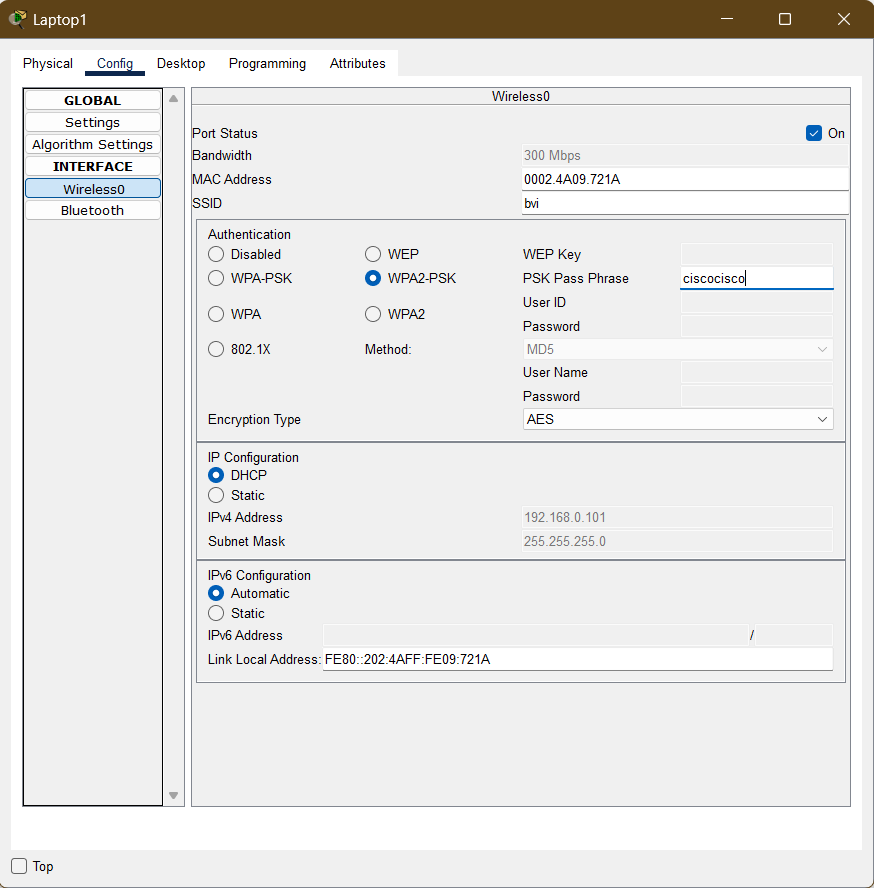 Laptop1
Physical Config Desktop Programming Attributes
GLOBAL
Settings
Algorithm Settings
INTERFACE
Wireless0
Bluetooth
Wireless0
Port Status On
Bandwidth 300 Mbps
MAC Address 0002.4A09.721A
SSID bvi
Authentication
Disabled WEP WEP Key
WPA-PSK WPA2-PSK PSK Pass Phrase ciscocisco
User ID
WPA WPA2
Password
802.1X Method: MD5
User Name
Password
Encryption Type AES
IP Configuration
DHCP
Static
IPv4 Address 192.168.0.101
Subnet Mask 255.255.255.0
IPv6 Configuration
Automatic
Static
IPv6 Address /
Link Local Address: FE80::202:4AFF:FE09:721A
Top